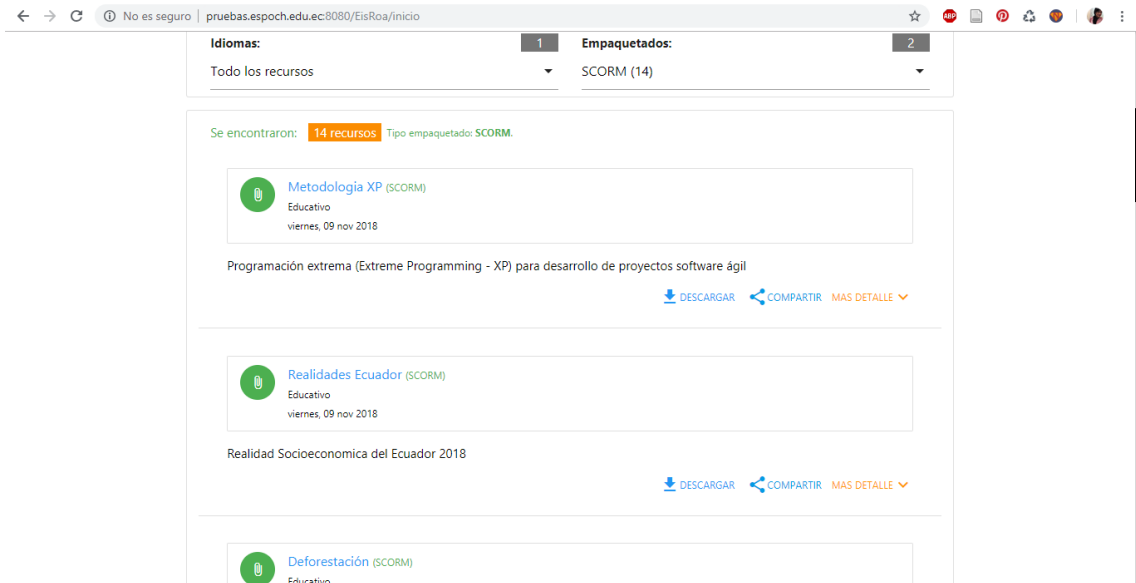 No es seguro | pruebas.espoch.edu.ec:8080/EisRoa/inicio
ABP
Idiomas: 1 Empaquetados: 2
Todo los recursos SCORM (14)
Se encontraron: 14 recursos Tipo empaquetado: SCORM.
Metodologia XP (SCORM)
Educativo
viernes, 09 nov 2018
Programación extrema (Extreme Programming - XP) para desarrollo de proyectos software ágil
DESCARGAR COMPARTIR MAS DETALLE
Realidades Ecuador (SCORM)
Educativo
viernes, 09 nov 2018
Realidad Socioeconomica del Ecuador 2018
DESCARGAR COMPARTIR MAS DETALLE
Deforestación (SCORM)
Educativo